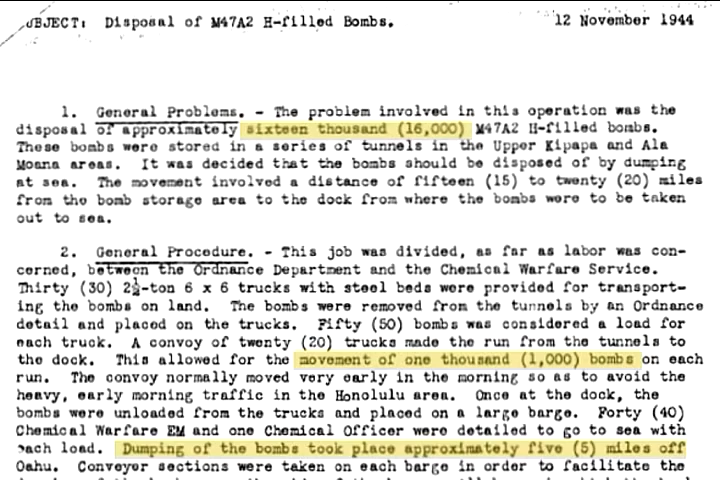 SUBJECT: Disposal of M47A2 H-filled Bombs. 12 November 1944
1. General Problems. - The problem involved in this operation was the
disposal of approximately sixteen thousand (16,000) M47A2 H-filled bombs.
These bombs were stored in a series of tunnels in the Upper Kipapa and Ala
Moana areas. It was decided that the bombs should be disposed of by dumping
at sea. The movement involved a distance of fifteen (15) to twenty (20) miles
from the bomb storage area to the dock from where the bombs were to be taken
out to sea.
2. General Procedure. - This job was divided, as far as labor was con-
cerned, between the Ordnance Department and the Chemical Warfare Service.
Thirty (30) 2½-ton 6 x 6 trucks with steel beds were provided for transport-
ing the bombs on land. The bombs were removed from the tunnels by an Ordnance
detail and placed on the trucks. Fifty (50) bombs was considered a load for
each truck. A convoy of twenty (20) trucks made the run from the tunnels to
the dock. This allowed for the movement of one thousand (1,000) bombs on each
run. The convoy normally moved very early in the morning so as to avoid the
heavy, early morning traffic in the Honolulu area. Once at the dock, the
bombs were unloaded from the trucks and placed on a large barge. Forty (40)
Chemical Warfare EM and one Chemical Officer were detailed to go to sea with
each load. Dumping of the bombs took place approximately five (5) miles off
Oahu. Conveyor sections were taken on each barge in order to facilitate the